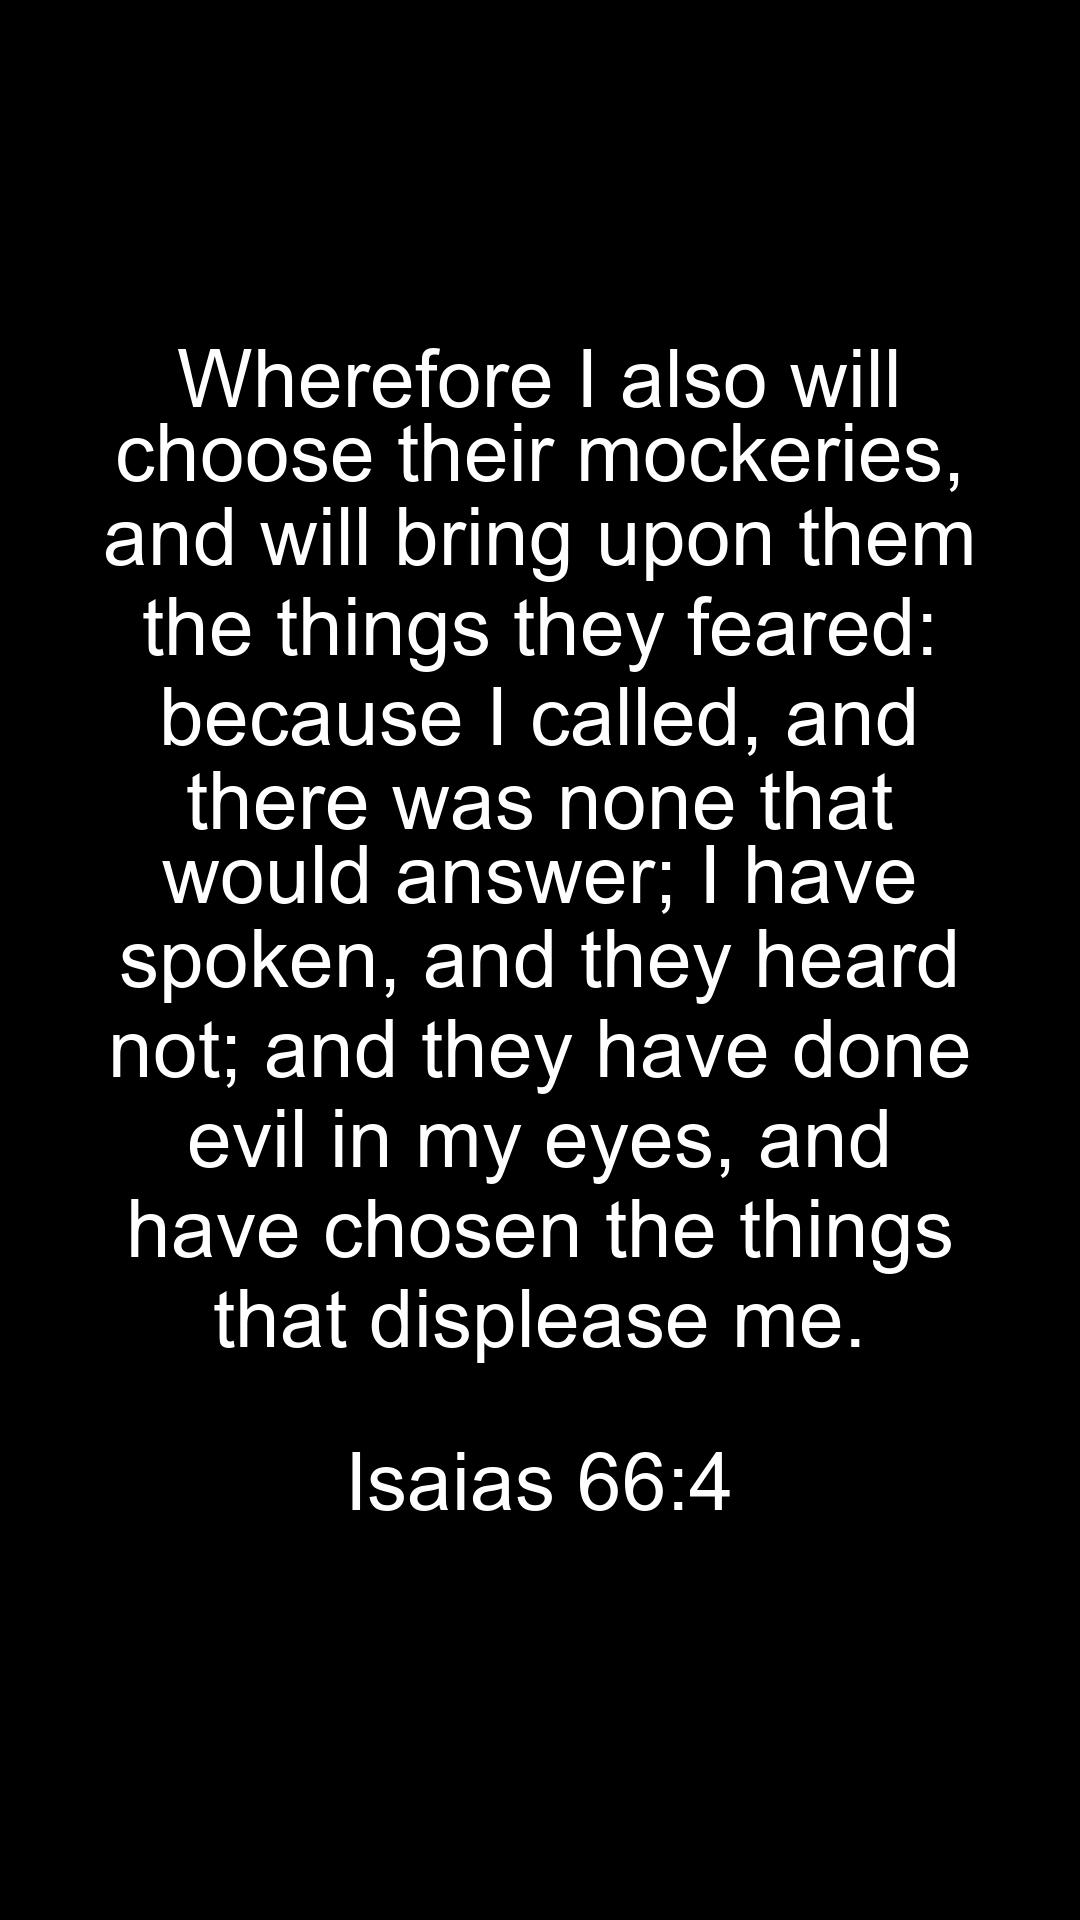 Wherefore I also will
choose their mockeries,
and will bring upon them
the things they feared:
because I called, and
there was none that
would answer; I have
spoken, and they heard
not; and they have done
evil in my eyes, and
have chosen the things
that displease me.
Isaias 66:4